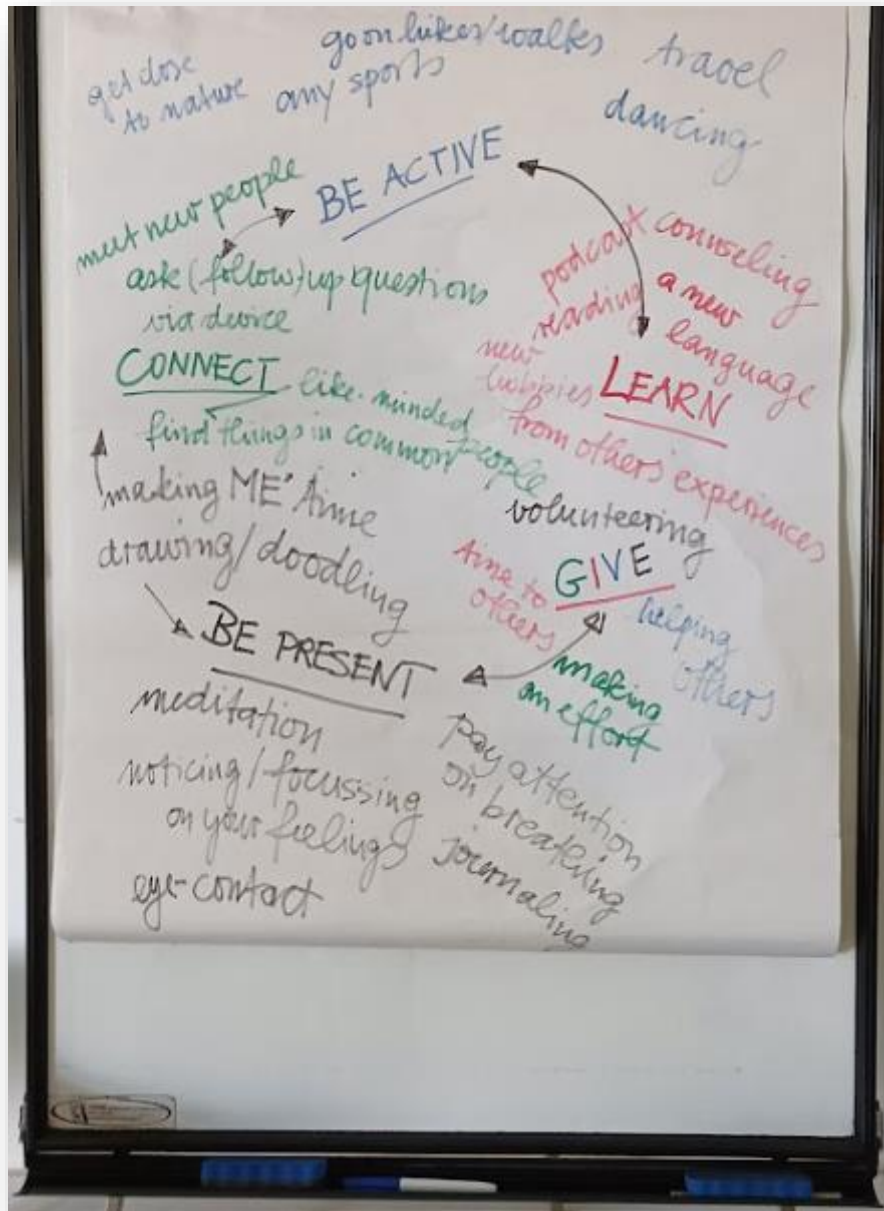 get close
to nature
go on hikes/walks
any sports
travel
dancing
BE ACTIVE
meet new people
ask (follow) up questions
via device
CONNECT
like-minded
people
find things in common
podcast
counseling
reading
a new
language
new
hobbies
LEARN
from others' experiences
making ME' time
drawing/doodling
volunteering
GIVE
time to
others
helping
others
making
an effort
BE PRESENT
meditation
noticing/focussing
on your feelings
eye-contact
pay attention
on breathing
journaling